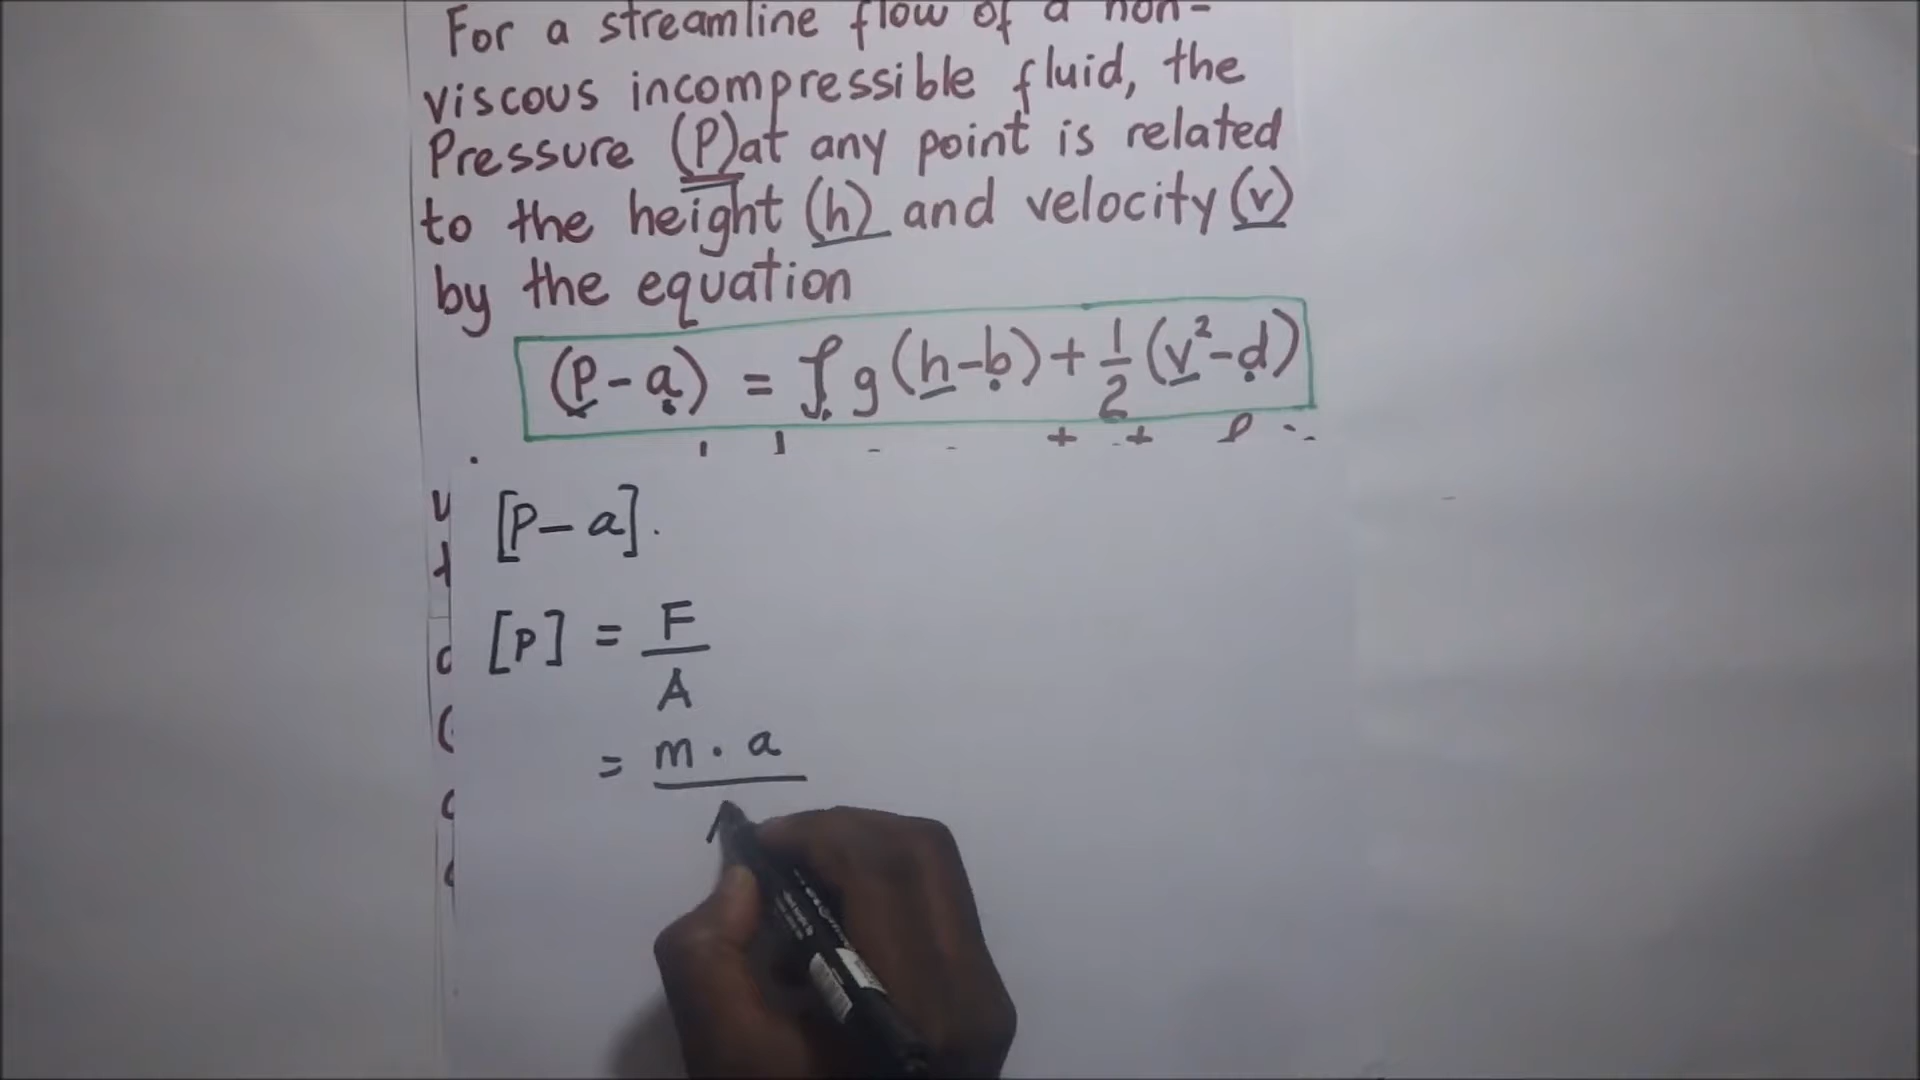 For a streamline flow of a non-
viscous incompressible fluid, the
Pressure (P) at any point is related
to the height (h) and velocity (v)
by the equation
(P-a) = ρg(h-b) + 1/2 (v²-d)
[P-a].
[P] = F/A
= m·a